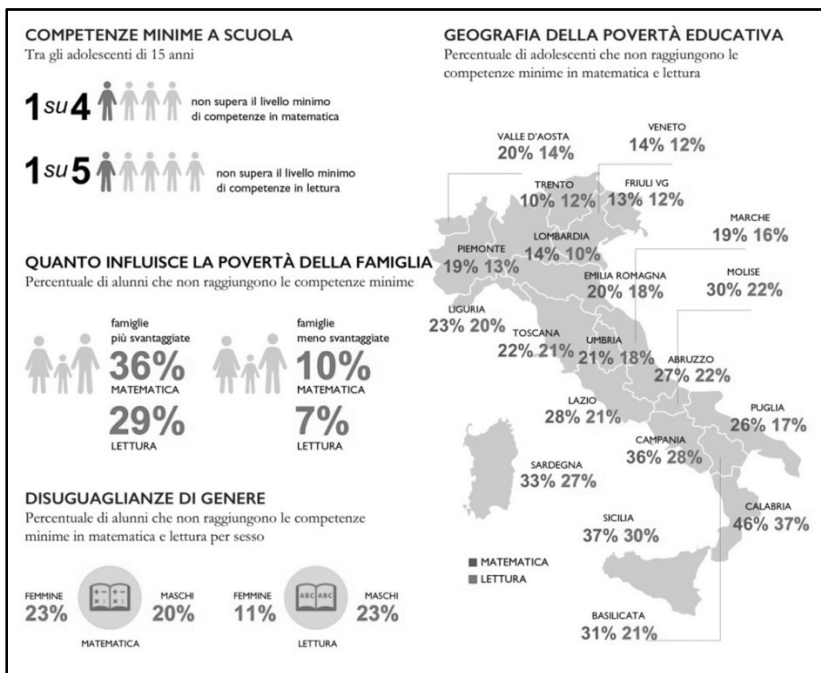 COMPETENZE MINIME A SCUOLA
Tra gli adolescenti di 15 anni
1 su 4
non supera il livello minimo
di competenze in matematica
1 su 5
non supera il livello minimo
di competenze in lettura
QUANTO INFLUISCE LA POVERTÀ DELLA FAMIGLIA
Percentuale di alunni che non raggiungono le competenze minime
famiglie
più svantaggiate
36%
MATEMATICA
29%
LETTURA
famiglie
meno svantaggiate
10%
MATEMATICA
7%
LETTURA
DISUGUAGLIANZE DI GENERE
Percentuale di alunni che non raggiungono le competenze
minime in matematica e lettura per sesso
FEMMINE
23%
MASCHI
20%
MATEMATICA
FEMMINE
11%
ABC ABC
MASCHI
23%
LETTURA
GEOGRAFIA DELLA POVERTÀ EDUCATIVA
Percentuale di adolescenti che non raggiungono le
competenze minime in matematica e lettura
VALLE D'AOSTA
20% 14%
VENETO
14% 12%
TRENTO
10% 12%
FRIULI VG
13% 12%
MARCHE
19% 16%
LOMBARDIA
14% 10%
PIEMONTE
19% 13%
EMILIA ROMAGNA
20% 18%
MOLISE
30% 22%
LIGURIA
23% 20%
TOSCANA
22% 21%
UMBRIA
21% 18%
ABRUZZO
27% 22%
LAZIO
28% 21%
PUGLIA
26% 17%
CAMPANIA
36% 28%
SARDEGNA
33% 27%
CALABRIA
46% 37%
SICILIA
37% 30%
MATEMATICA
LETTURA
BASILICATA
31% 21%